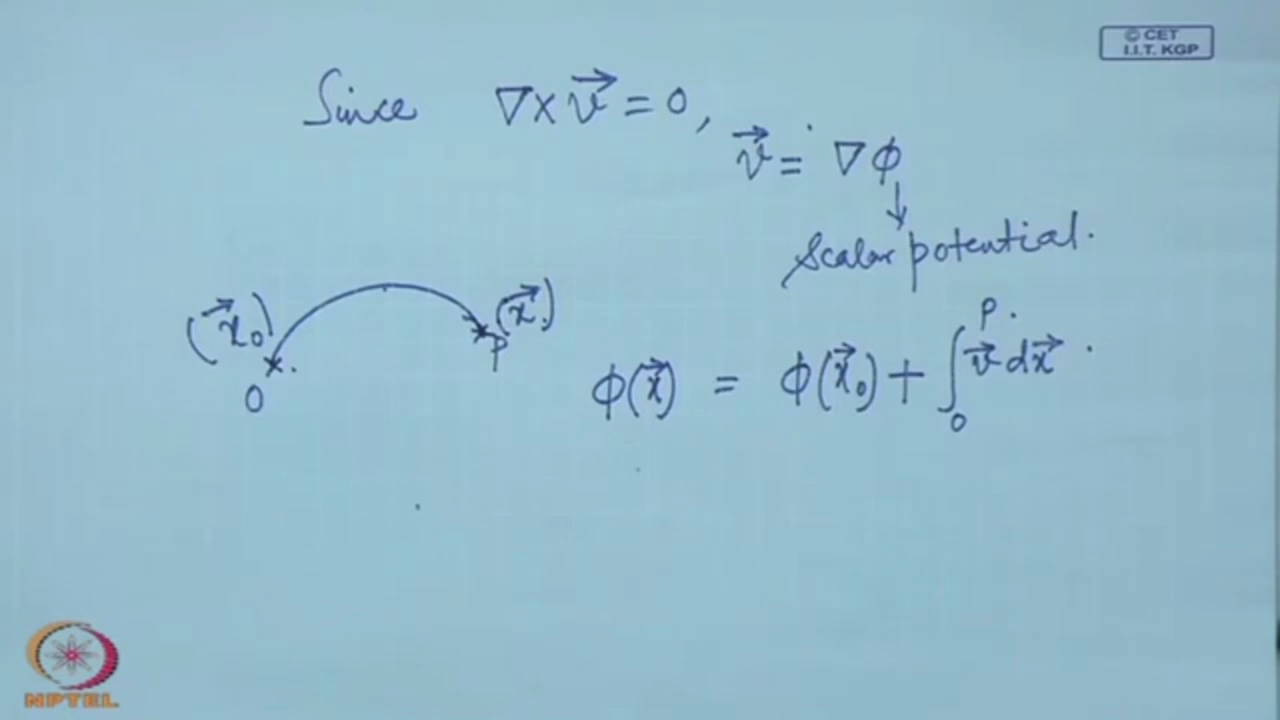 © CET
I.I.T. KGP
Since ∇×v⃗ = 0,
v⃗ = ∇ϕ
↓
Scalar potential.
(x⃗₀)
(x⃗)
O
P
ϕ(x⃗) = ϕ(x⃗₀) + ∫₀ᴾ v⃗ dx⃗.
NPTEL